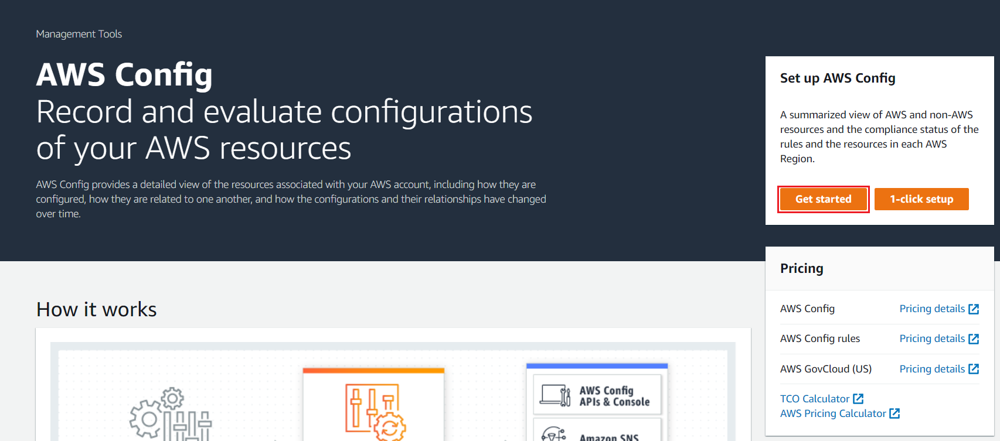 Management Tools
AWS Config
Record and evaluate configurations
of your AWS resources
AWS Config provides a detailed view of the resources associated with your AWS account, including how they are
configured, how they are related to one another, and how the configurations and their relationships have changed
over time.
Set up AWS Config
A summarized view of AWS and non-AWS
resources and the compliance status of the
rules and the resources in each AWS
Region.
Get started
1-click setup
Pricing
AWS Config Pricing details
AWS Config rules Pricing details
AWS GovCloud (US) Pricing details
TCO Calculator
AWS Pricing Calculator
How it works
AWS Config
APIs & Console
Amazon SNS